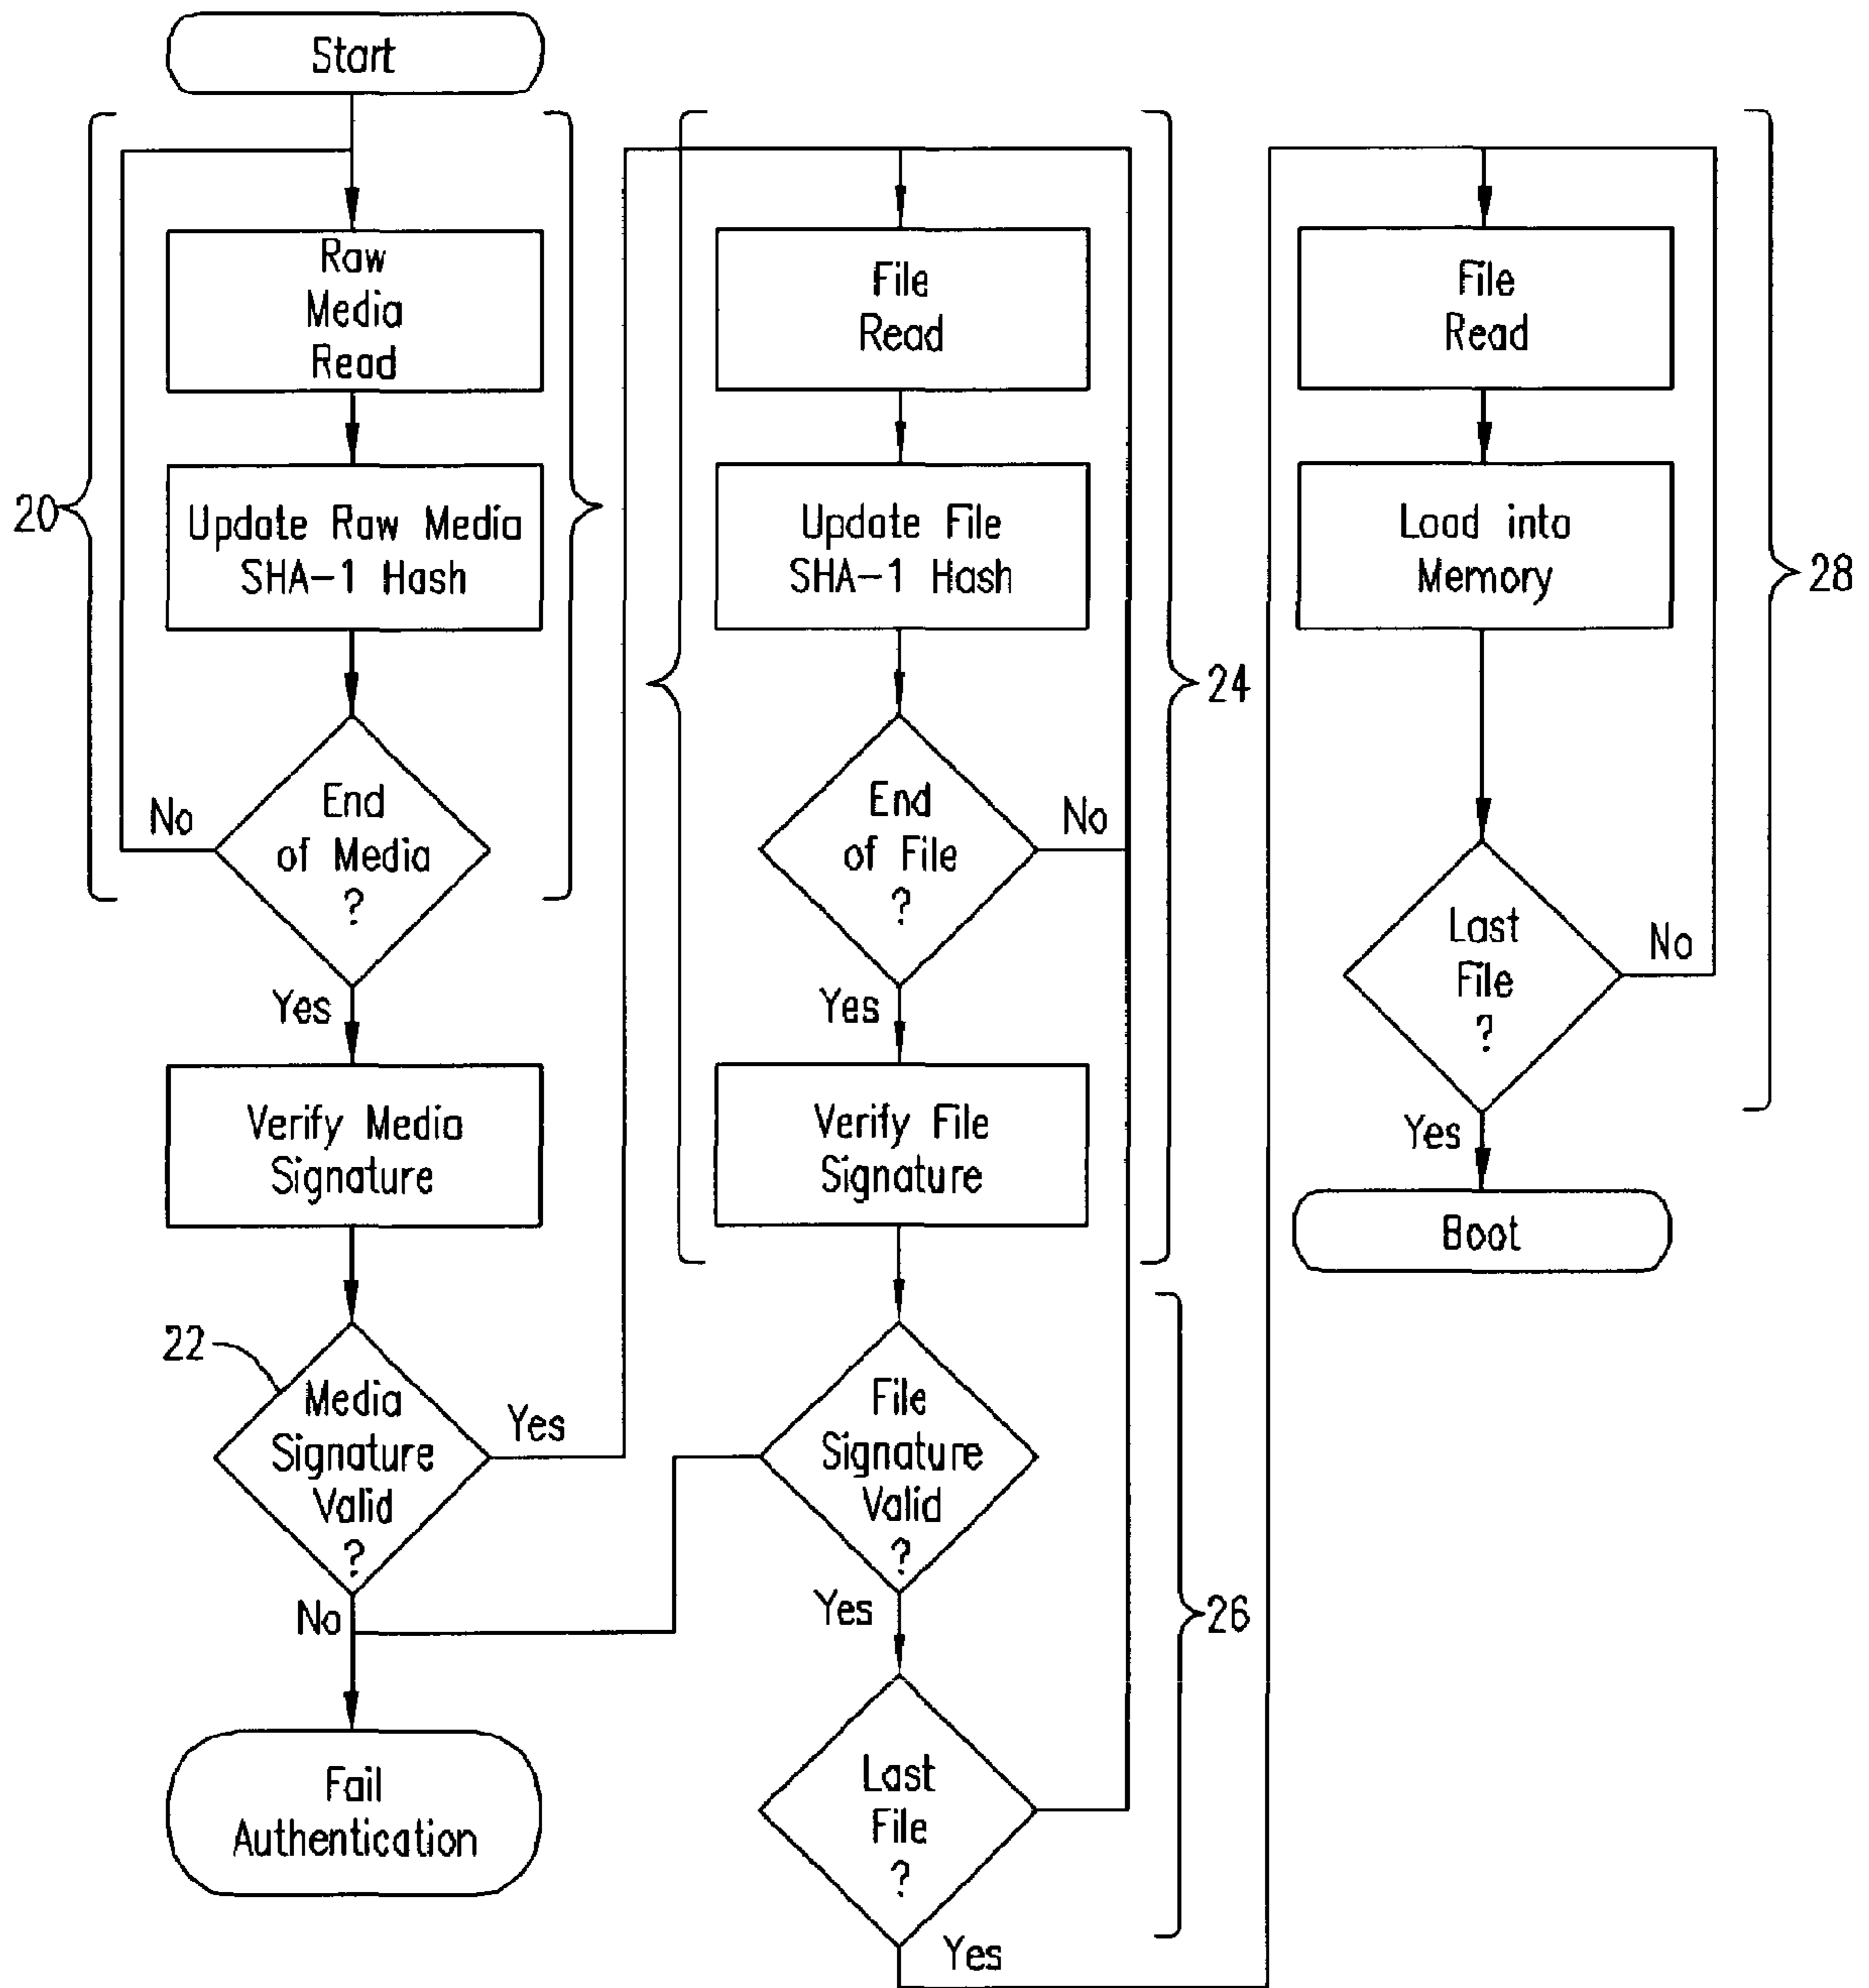 Start
Raw
Media
Read
20
Update Raw Media
SHA-1 Hash
No
End
of Media
?
Yes
Verify Media
Signature
22
Media
Signature
Valid
?
Yes
No
Fail
Authentication
File
Read
Update File
SHA-1 Hash
24
End
of File
?
No
Yes
Verify File
Signature
File
Signature
Valid
?
Yes
26
Last
File
?
Yes
File
Read
Load into
Memory
28
Last
File
?
No
Yes
Boot